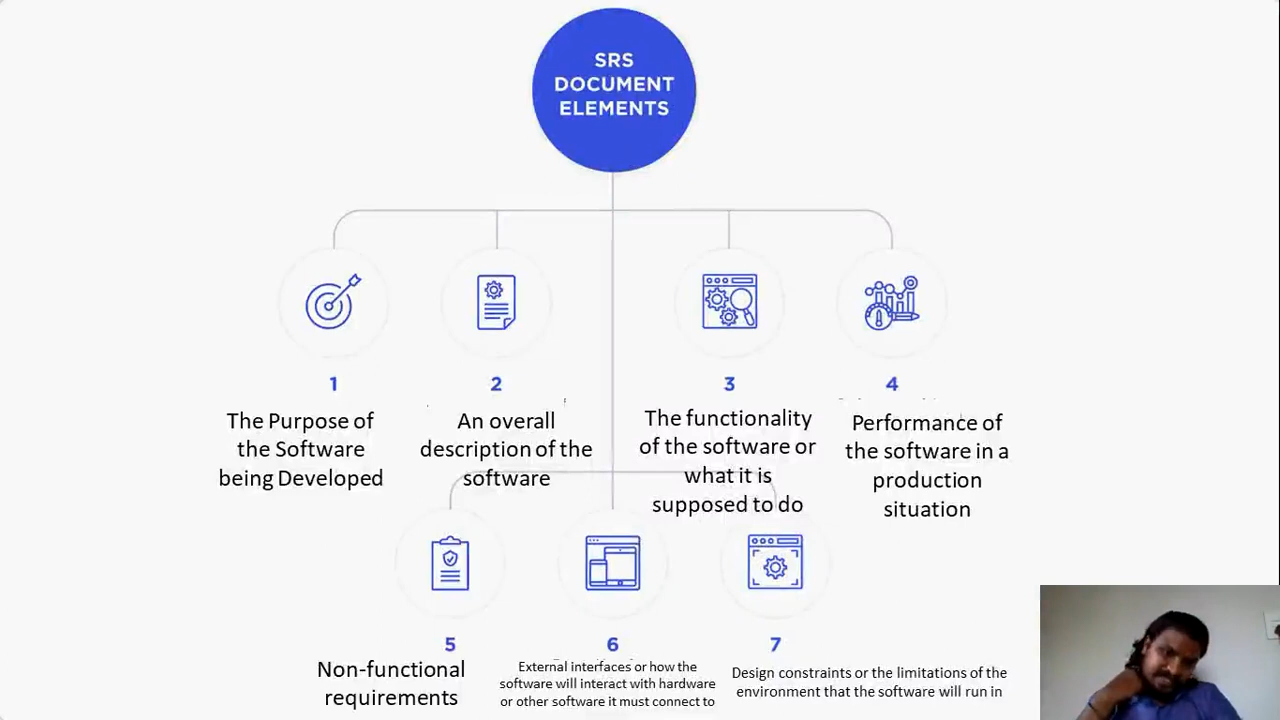 SRS
DOCUMENT
ELEMENTS
1
The Purpose of
the Software
being Developed
2
An overall
description of the
software
3
The functionality
of the software or
what it is
supposed to do
4
Performance of
the software in a
production
situation
5
Non-functional
requirements
6
External interfaces or how the
software will interact with hardware
or other software it must connect to
7
Design constraints or the limitations of the
environment that the software will run in